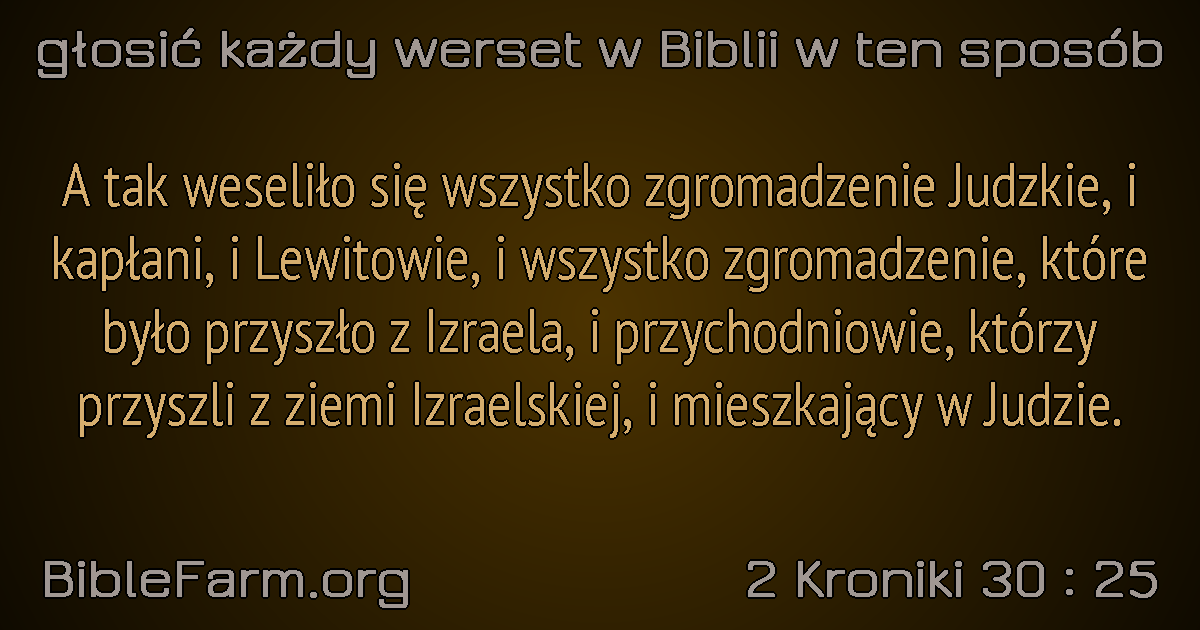 głosić każdy werset w Biblii w ten sposób
A tak weseliło się wszystko zgromadzenie Judzkie, i
kapłani, i Lewitowie, i wszystko zgromadzenie, które
było przyszło z Izraela, i przychodniowie, którzy
przyszli z ziemi Izraelskiej, i mieszkający w Judzie.
BibleFarm.org
2 Kroniki 30 : 25